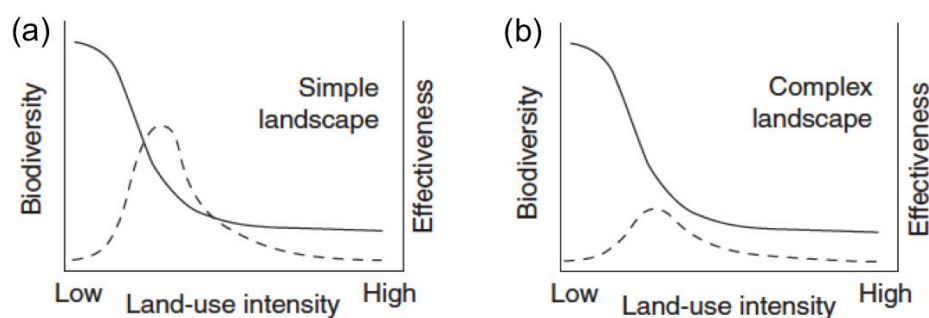 (a)
Biodiversity
Simple
landscape
Effectiveness
Low
Land-use intensity
High
(b)
Biodiversity
Complex
landscape
Effectiveness
Low
Land-use intensity
High